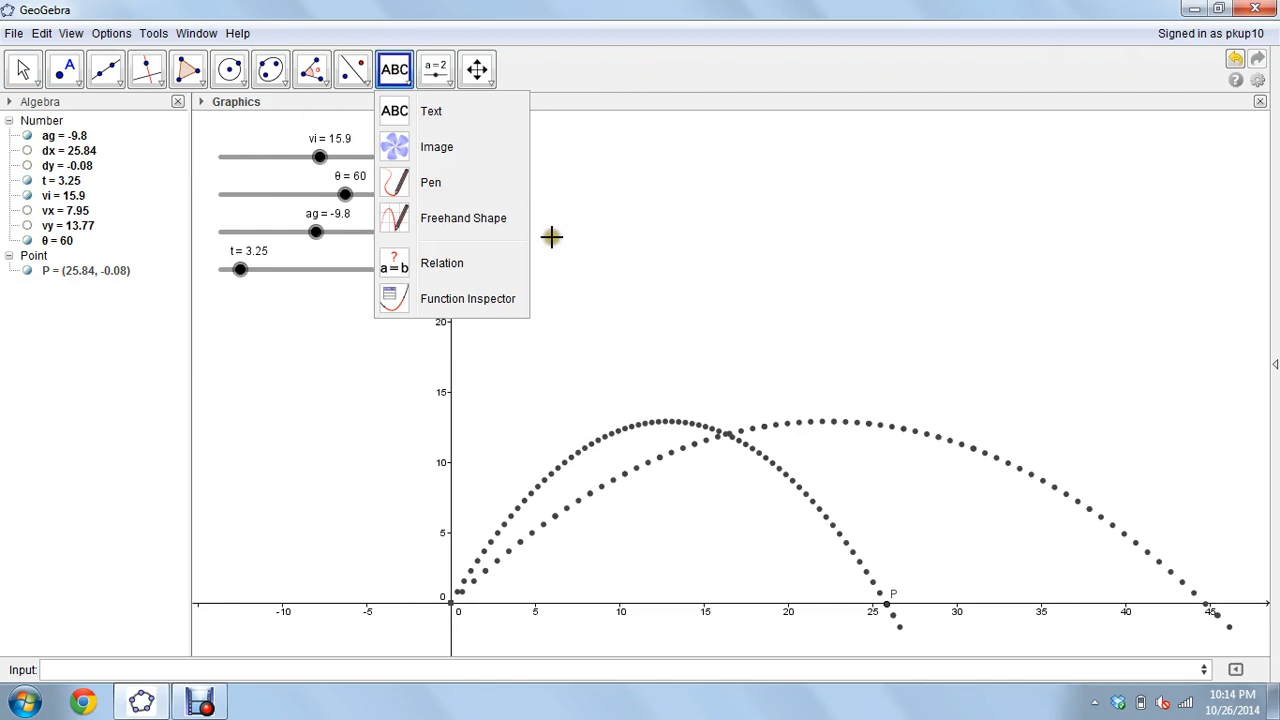 GeoGebra
File Edit View Options Tools Window Help Signed in as pkup10
ABC a=2
Algebra Graphics
Number
ag = -9.8
dx = 25.84
dy = -0.08
t = 3.25
vi = 15.9
vx = 7.95
vy = 13.77
θ = 60
Point
P = (25.84, -0.08)
vi = 15.9
θ = 60
ag = -9.8
t = 3.25
ABC Text
Image
Pen
Freehand Shape
? a=b Relation
Function Inspector
20
15
10
5
0
P
-10 -5 0 5 10 15 20 25 30 35 40 45
Input:
10:14 PM
10/26/2014